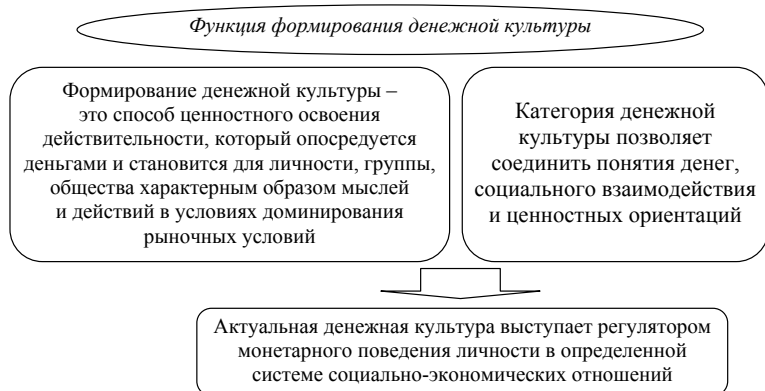 Функция формирования денежной культуры
Формирование денежной культуры –
это способ ценностного освоения
действительности, который опосредуется
деньгами и становится для личности, группы,
общества характерным образом мыслей
и действий в условиях доминирования
рыночных условий
Категория денежной
культуры позволяет
соединить понятия денег,
социального взаимодействия
и ценностных ориентаций
Актуальная денежная культура выступает регулятором
монетарного поведения личности в определенной
системе социально-экономических отношений